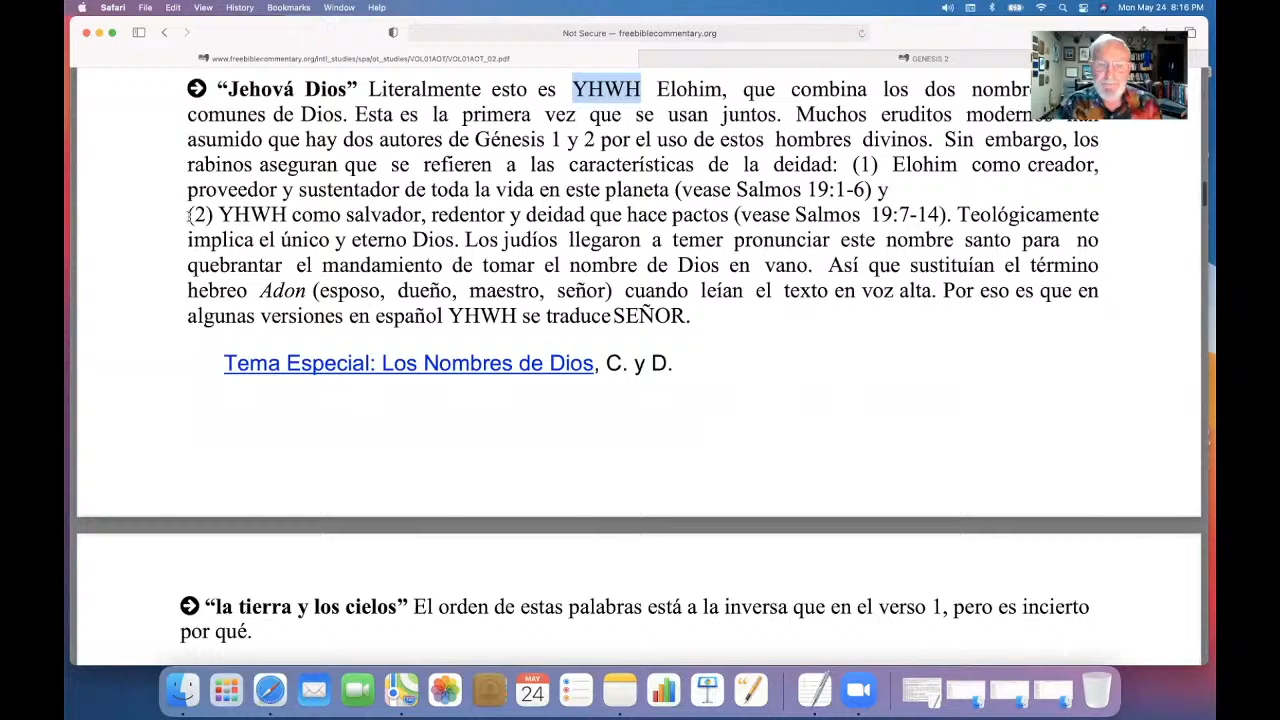 Safari File Edit View History Bookmarks Window Help
Mon May 24 8:16 PM
Not Secure — freebiblecommentary.org
www.freebiblecommentary.org/intl_studies/spa/ot_studies/VOL01AOT/VOL01AOT_02.pdf
GENESIS 2
“Jehová Dios” Literalmente esto es YHWH Elohim, que combina los dos
comunes de Dios. Esta es la primera vez que se usan juntos. Muchos eruditos
asumido que hay dos autores de Génesis 1 y 2 por el uso de estos hombres divinos. Sin embargo, los
rabinos aseguran que se refieren a las características de la deidad: (1) Elohim como creador,
proveedor y sustentador de toda la vida en este planeta (vease Salmos 19:1-6) y
(2) YHWH como salvador, redentor y deidad que hace pactos (vease Salmos 19:7-14). Teológicamente
implica el único y eterno Dios. Los judíos llegaron a temer pronunciar este nombre santo para no
quebrantar el mandamiento de tomar el nombre de Dios en vano. Así que sustituían el término
hebreo Adon (esposo, dueño, maestro, señor) cuando leían el texto en voz alta. Por eso es que en
algunas versiones en español YHWH se traduce SEÑOR.
Tema Especial: Los Nombres de Dios, C. y D.
“la tierra y los cielos” El orden de estas palabras está a la inversa que en el verso 1, pero es incierto
por qué.
MAY
24